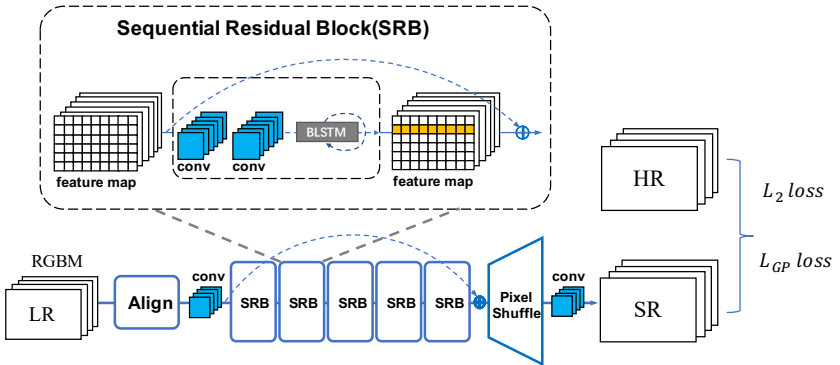 Sequential Residual Block(SRB)
BLSTM
conv
conv
feature map
feature map
HR
L2 loss
RGBM
conv
conv
LGP loss
LR
Align
SRB
SRB
SRB
SRB
SRB
Pixel
Shuffle
SR